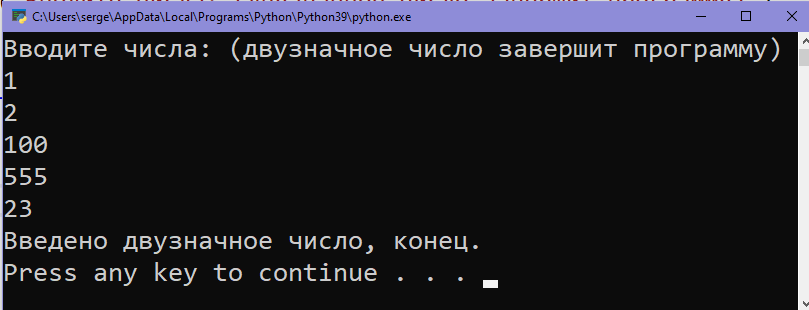 C:\Users\serge\AppData\Local\Programs\Python\Python39\python.exe
Вводите числа: (двузначное число завершит программу)
1
2
100
555
23
Введено двузначное число, конец.
Press any key to continue . . .